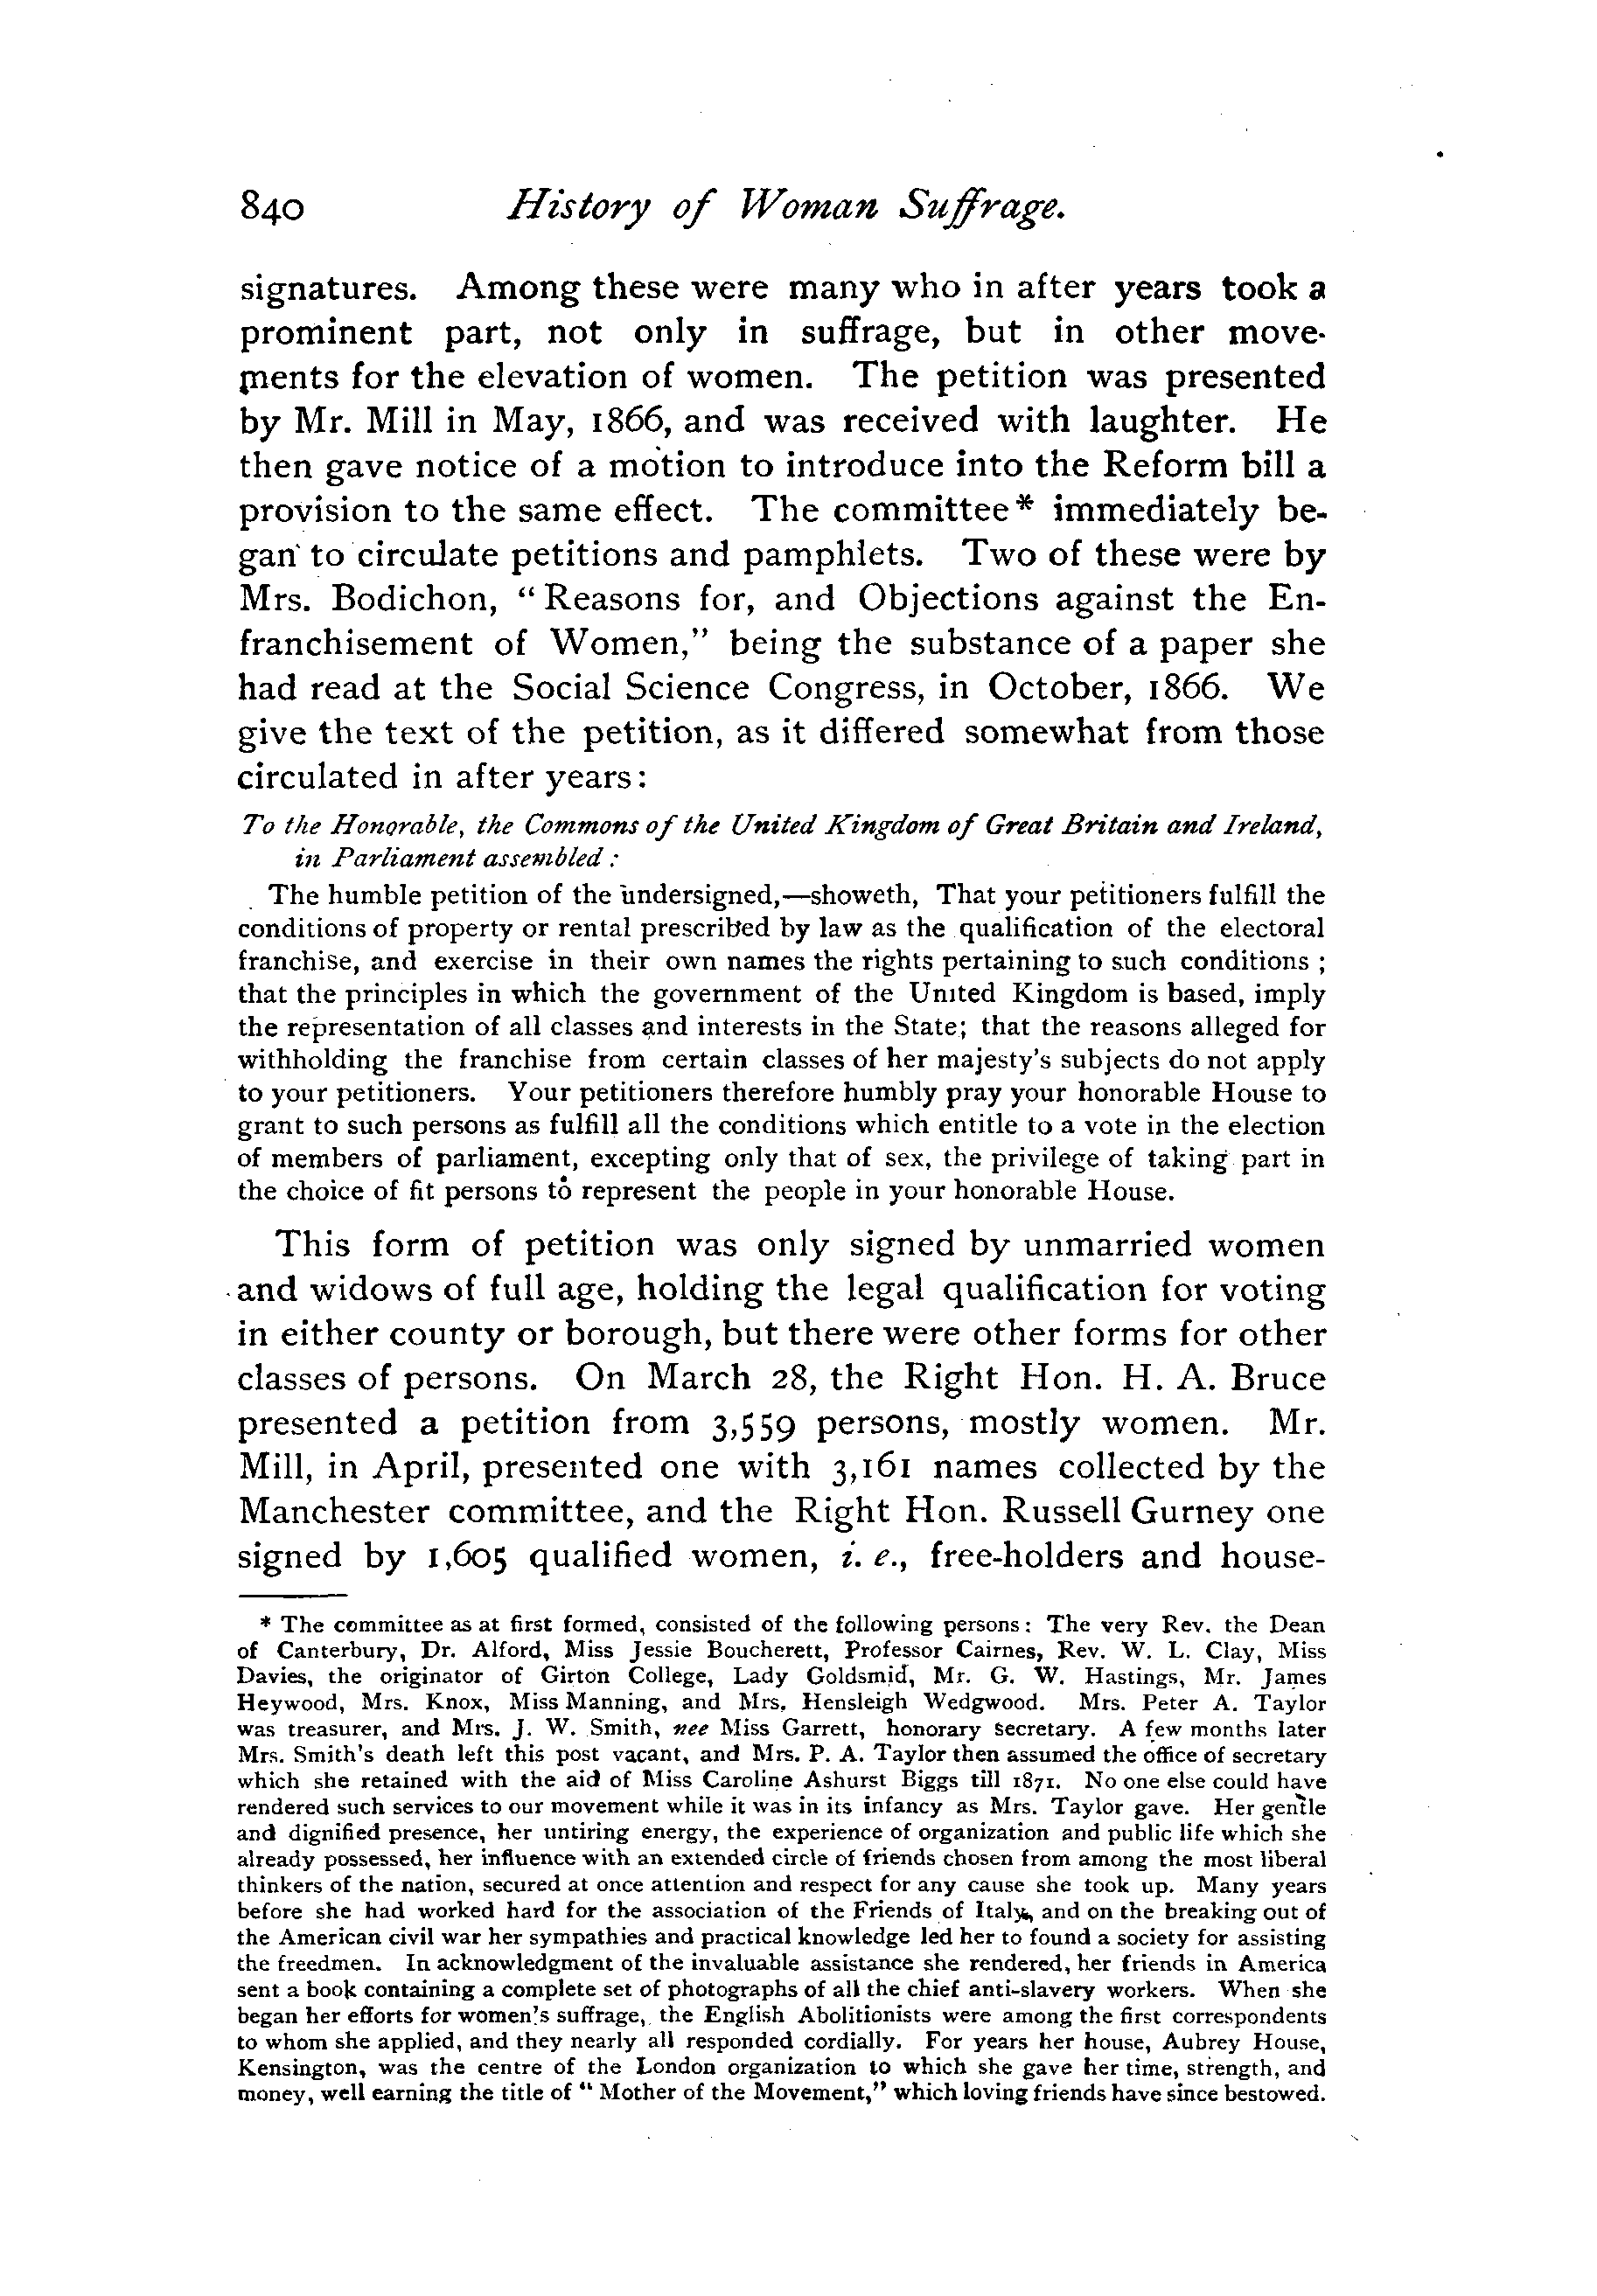 840 History of Woman Suffrage.
signatures. Among these were many who in after years took a
prominent part, not only in suffrage, but in other move-
ments for the elevation of women. The petition was presented
by Mr. Mill in May, 1866, and was received with laughter. He
then gave notice of a motion to introduce into the Reform bill a
provision to the same effect. The committee* immediately be-
gan to circulate petitions and pamphlets. Two of these were by
Mrs. Bodichon, “Reasons for, and Objections against the En-
franchisement of Women,” being the substance of a paper she
had read at the Social Science Congress, in October, 1866. We
give the text of the petition, as it differed somewhat from those
circulated in after years:
To the Honorable, the Commons of the United Kingdom of Great Britain and Ireland,
in Parliament assembled:
The humble petition of the undersigned,—showeth, That your petitioners fulfill the
conditions of property or rental prescribed by law as the qualification of the electoral
franchise, and exercise in their own names the rights pertaining to such conditions;
that the principles in which the government of the United Kingdom is based, imply
the representation of all classes and interests in the State; that the reasons alleged for
withholding the franchise from certain classes of her majesty's subjects do not apply
to your petitioners. Your petitioners therefore humbly pray your honorable House to
grant to such persons as fulfill all the conditions which entitle to a vote in the election
of members of parliament, excepting only that of sex, the privilege of taking part in
the choice of fit persons to represent the people in your honorable House.
This form of petition was only signed by unmarried women
and widows of full age, holding the legal qualification for voting
in either county or borough, but there were other forms for other
classes of persons. On March 28, the Right Hon. H. A. Bruce
presented a petition from 3,559 persons, mostly women. Mr.
Mill, in April, presented one with 3,161 names collected by the
Manchester committee, and the Right Hon. Russell Gurney one
signed by 1,605 qualified women, i. e., free-holders and house-
* The committee as at first formed, consisted of the following persons: The very Rev. the Dean
of Canterbury, Dr. Alford, Miss Jessie Boucherett, Professor Cairnes, Rev. W. L. Clay, Miss
Davies, the originator of Girton College, Lady Goldsmid, Mr. G. W. Hastings, Mr. James
Heywood, Mrs. Knox, Miss Manning, and Mrs. Hensleigh Wedgwood. Mrs. Peter A. Taylor
was treasurer, and Mrs. J. W. Smith, nee Miss Garrett, honorary secretary. A few months later
Mrs. Smith's death left this post vacant, and Mrs. P. A. Taylor then assumed the office of secretary
which she retained with the aid of Miss Caroline Ashurst Biggs till 1871. No one else could have
rendered such services to our movement while it was in its infancy as Mrs. Taylor gave. Her gentle
and dignified presence, her untiring energy, the experience of organization and public life which she
already possessed, her influence with an extended circle of friends chosen from among the most liberal
thinkers of the nation, secured at once attention and respect for any cause she took up. Many years
before she had worked hard for the association of the Friends of Italy, and on the breaking out of
the American civil war her sympathies and practical knowledge led her to found a society for assisting
the freedmen. In acknowledgment of the invaluable assistance she rendered, her friends in America
sent a book containing a complete set of photographs of all the chief anti-slavery workers. When she
began her efforts for women's suffrage, the English Abolitionists were among the first correspondents
to whom she applied, and they nearly all responded cordially. For years her house, Aubrey House,
Kensington, was the centre of the London organization to which she gave her time, strength, and
money, well earning the title of “Mother of the Movement,” which loving friends have since bestowed.